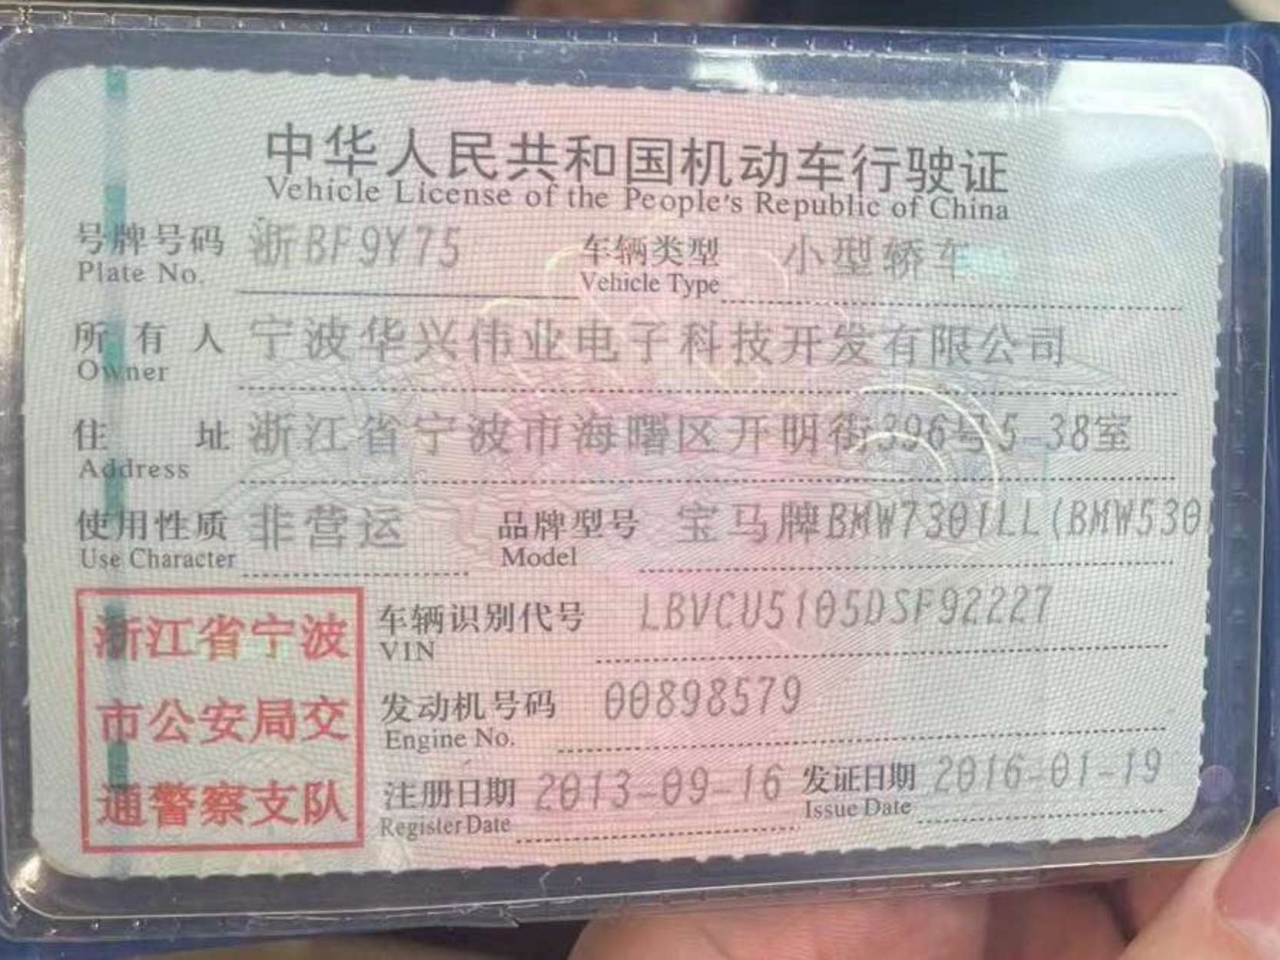 中华人民共和国机动车行驶证
Vehicle License of the People's Republic of China
号牌号码 浙BF9Y75 车辆类型 小型轿车
Plate No. Vehicle Type
所有人 宁波华兴伟业电子科技开发有限公司
Owner
住址 浙江省宁波市海曙区开明街396号5-38室
Address
使用性质 非营运 品牌型号 宝马牌BMW7301LL(BMW530
Use Character Model
浙江省宁波
市公安局交
通警察支队
车辆识别代号 LBVCU5105DSF92227
VIN
发动机号码 00898579
Engine No.
注册日期 2013-09-16 发证日期 2016-01-19
Register Date Issue Date